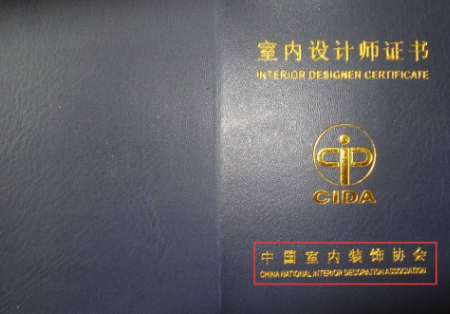 室内设计师证书
INTERIOR DESIGNER CERTIFICATE
CIDA
中国室内装饰协会
CHINA NATIONAL INTERIOR DECORATION ASSOCIATION